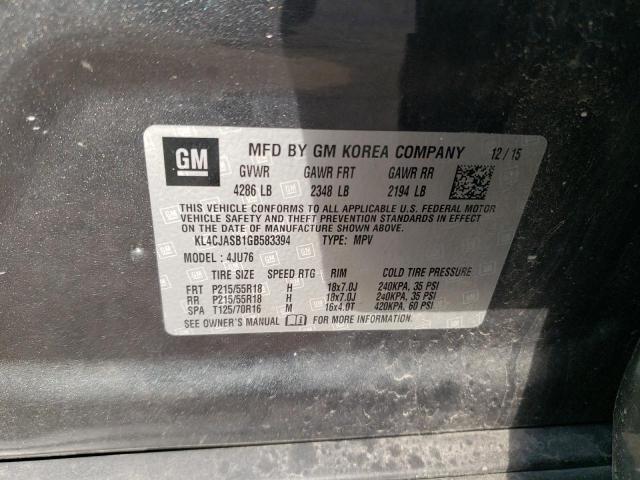 GM MFD BY GM KOREA COMPANY 12/15
GVWR GAWR FRT GAWR RR
4286 LB 2348 LB 2194 LB
THIS VEHICLE CONFORMS TO ALL APPLICABLE U.S. FEDERAL MOTOR
VEHICLE SAFETY AND THEFT PREVENTION STANDARDS IN EFFECT
ON THE DATE OF MANUFACTURE SHOWN ABOVE.
KL4CJASB1GB583394 TYPE: MPV
MODEL: 4JU76
TIRE SIZE SPEED RTG RIM COLD TIRE PRESSURE
FRT P215/55R18 H 18x7.0J 240KPA, 35 PSI
RR P215/55R18 H 18x7.0J 240KPA, 35 PSI
SPA T125/70R16 M 16x4.0T 420KPA, 60 PSI
SEE OWNER'S MANUAL FOR MORE INFORMATION.